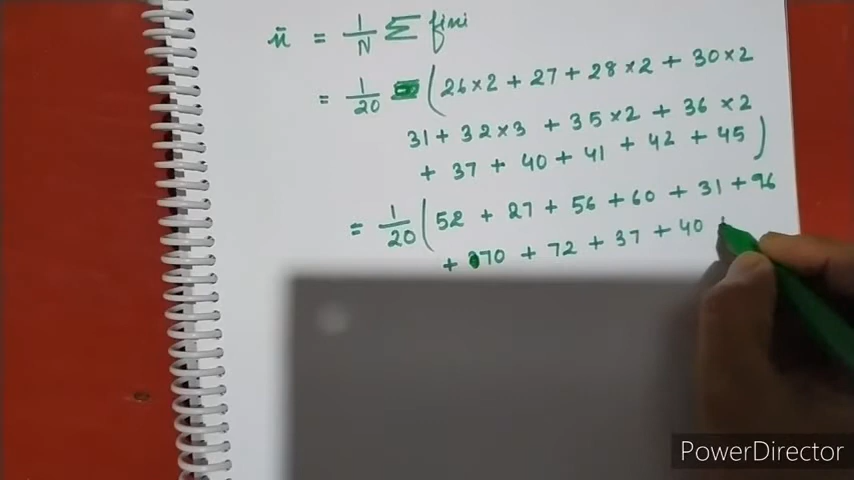 x̄ = 1/N Σ fixi
= 1/20 (26×2 + 27 + 28×2 + 30×2
31 + 32×3 + 35×2 + 36×2
+ 37 + 40 + 41 + 42 + 45)
= 1/20 (52 + 27 + 56 + 60 + 31 + 96
+ 70 + 72 + 37 + 40 +
PowerDirector